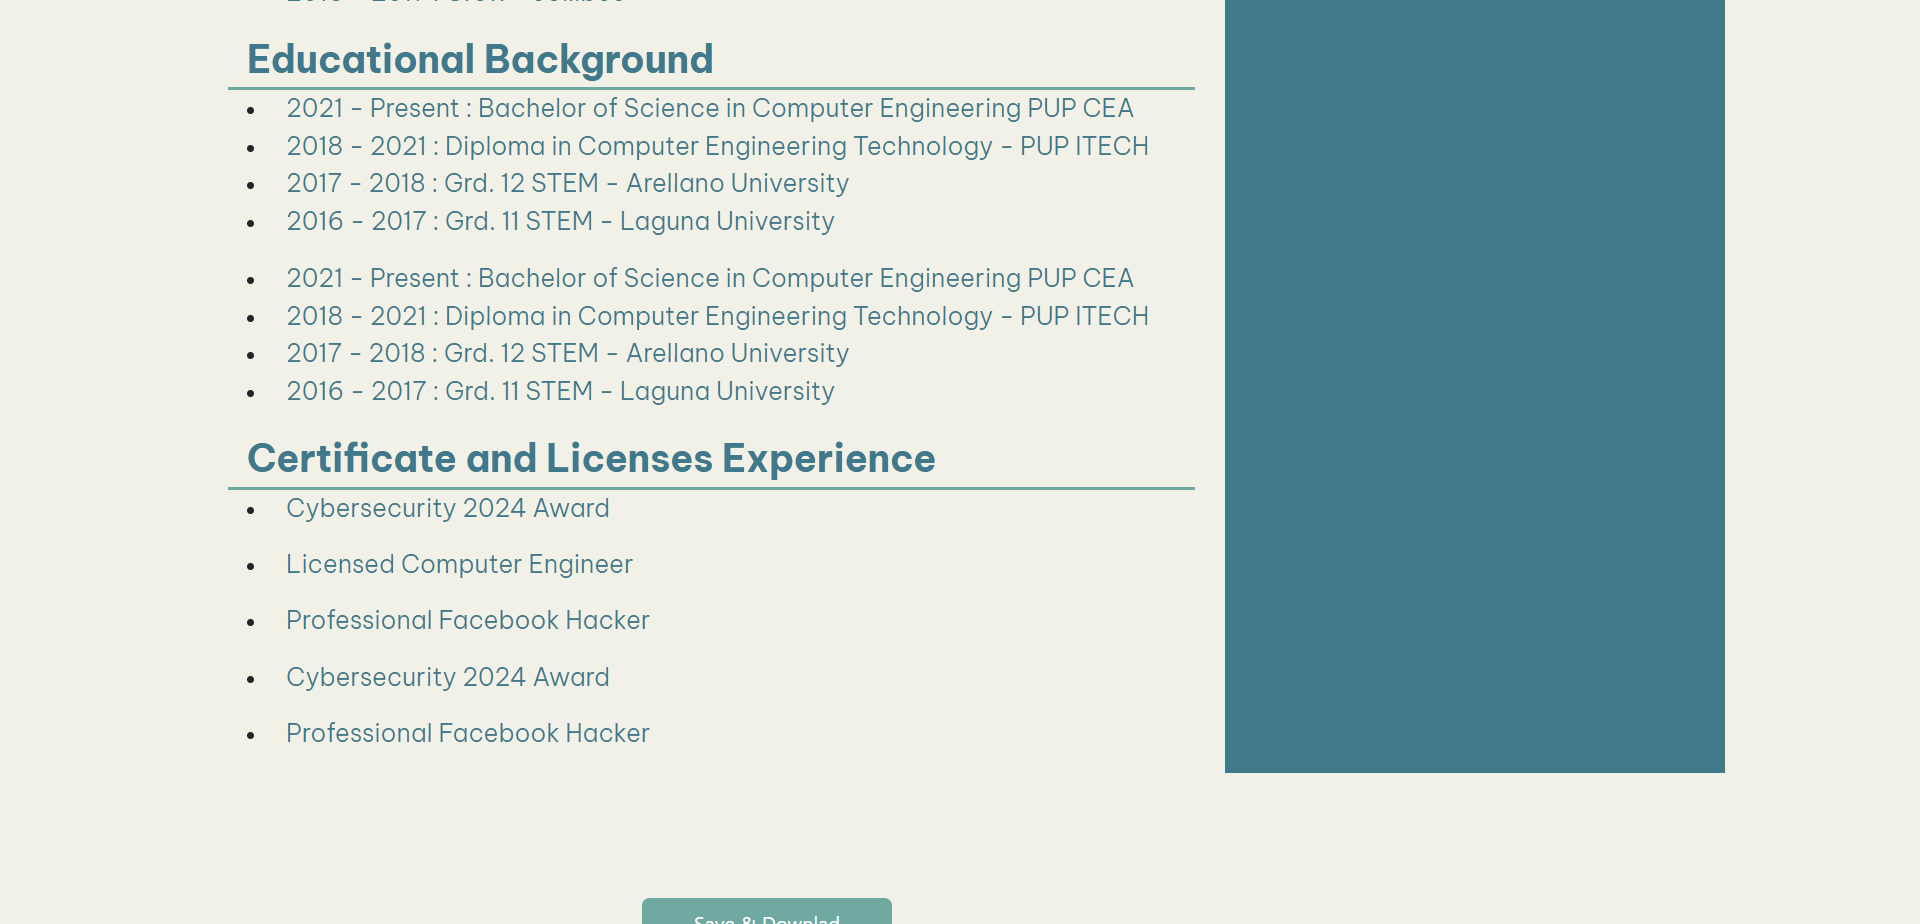 Educational Background
2021 - Present : Bachelor of Science in Computer Engineering PUP CEA
2018 - 2021 : Diploma in Computer Engineering Technology - PUP ITECH
2017 - 2018 : Grd. 12 STEM - Arellano University
2016 - 2017 : Grd. 11 STEM - Laguna University
2021 - Present : Bachelor of Science in Computer Engineering PUP CEA
2018 - 2021 : Diploma in Computer Engineering Technology - PUP ITECH
2017 - 2018 : Grd. 12 STEM - Arellano University
2016 - 2017 : Grd. 11 STEM - Laguna University
Certificate and Licenses Experience
Cybersecurity 2024 Award
Licensed Computer Engineer
Professional Facebook Hacker
Cybersecurity 2024 Award
Professional Facebook Hacker
Save & Downlad